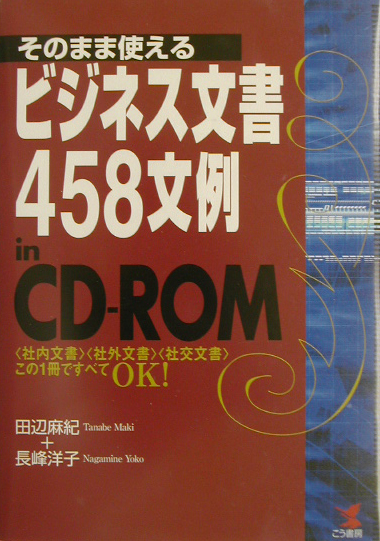 そのまま使える
ビジネス文書
458文例
in
CD-ROM
〈社内文書〉〈社外文書〉〈社交文書〉
この1冊ですべてOK!
田辺麻紀 Tanabe Maki
+
長峰洋子 Nagamine Yoko
こう書房